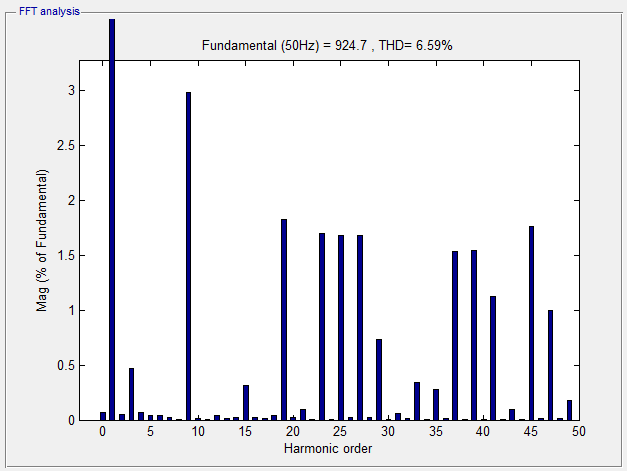 FFT analysis
Fundamental (50Hz) = 924.7 , THD= 6.59%
3
2.5
2
1.5
1
0.5
0
Mag (% of Fundamental)
0 5 10 15 20 25 30 35 40 45 50
Harmonic order